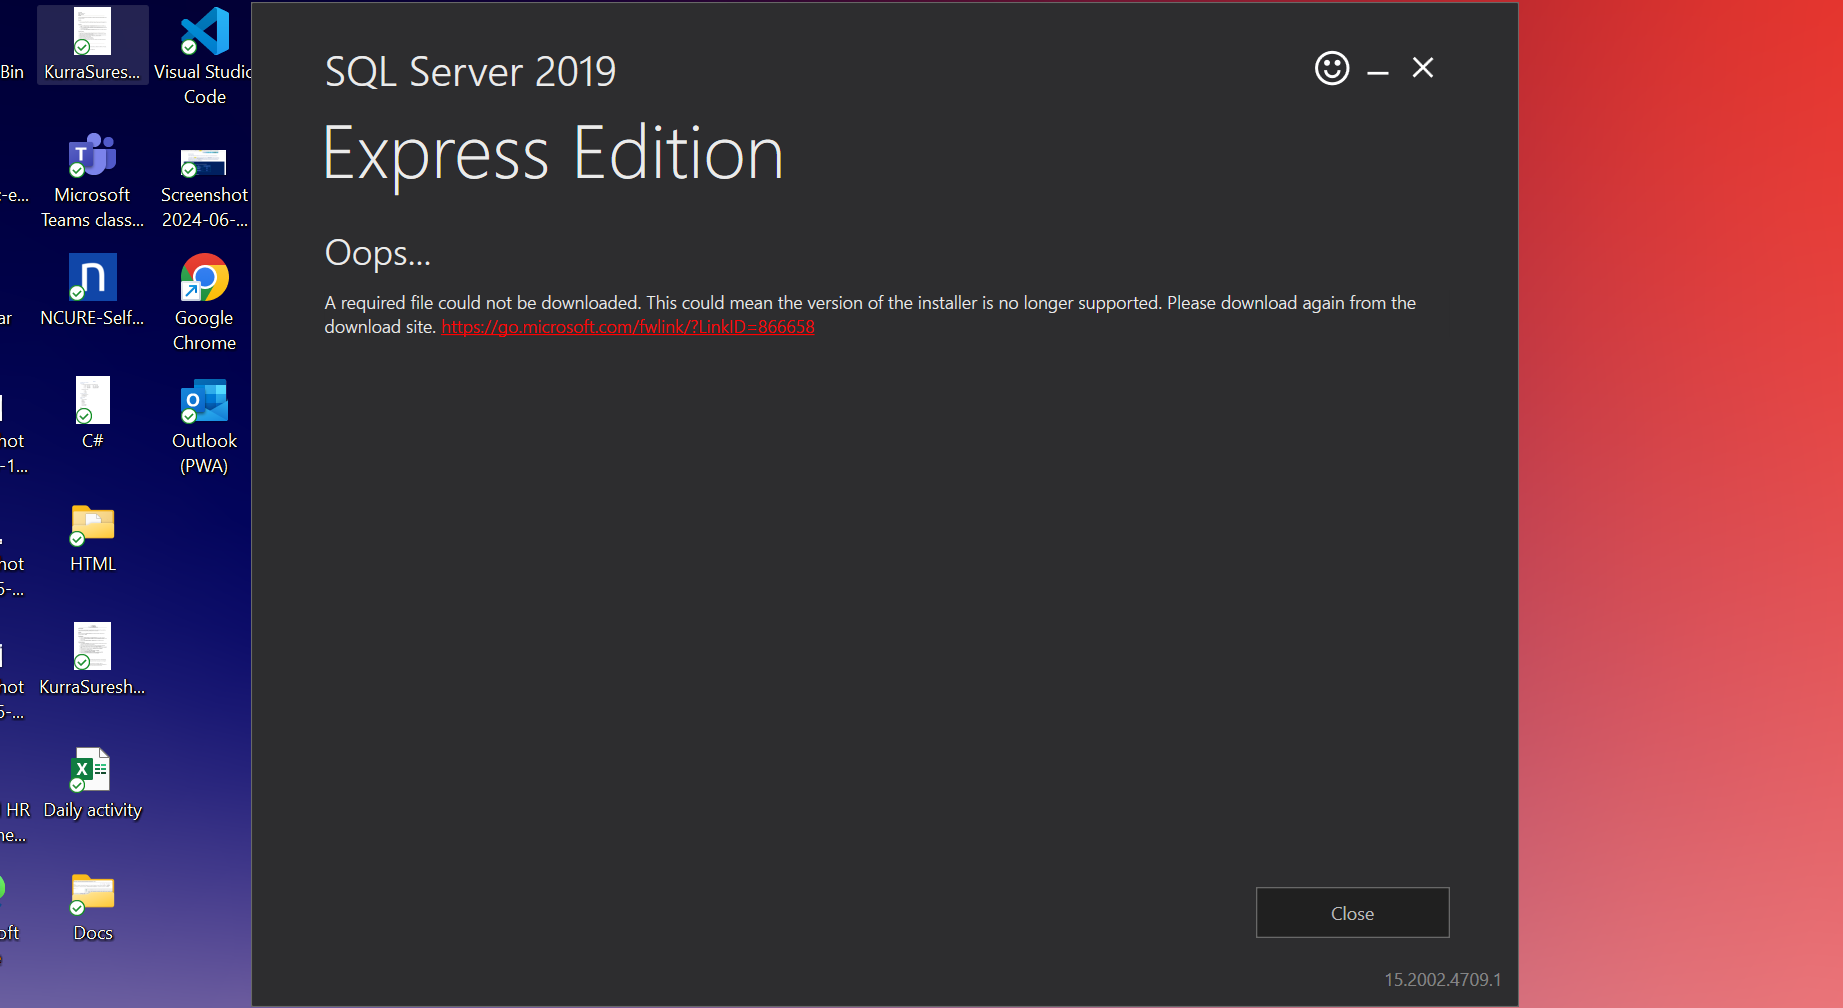 Bin
KurraSures...
Visual Studio
Code
-e...
Microsoft
Teams class...
Screenshot
2024-06-...
ar
NCURE-Self...
Google
Chrome
hot
-1...
C#
Outlook
(PWA)
hot
HTML
hot
KurraSuresh...
HR
ne...
Daily activity
oft
Docs
SQL Server 2019
Express Edition
Oops...
A required file could not be downloaded. This could mean the version of the installer is no longer supported. Please download again from the
download site. https://go.microsoft.com/fwlink/?LinkID=866658
Close
15.2002.4709.1